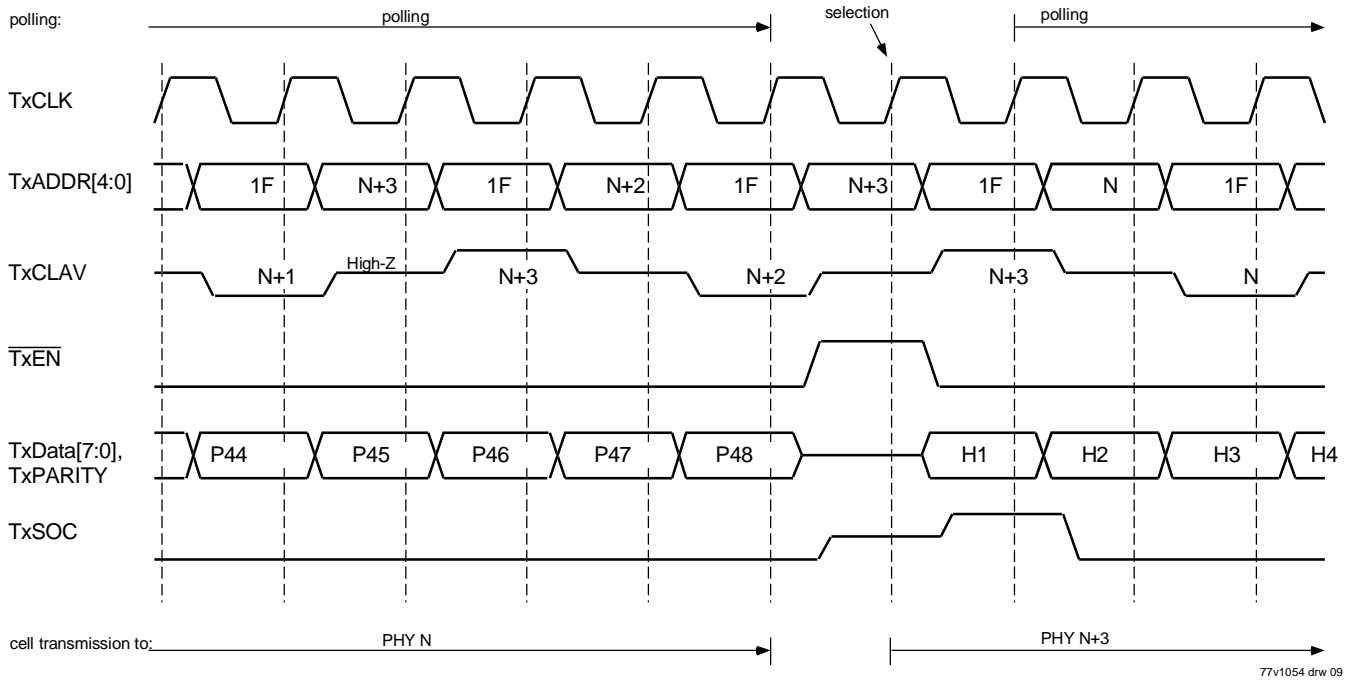 polling: polling selection polling
TxCLK
TxADDR[4:0] 1F N+3 1F N+2 1F N+3 1F N 1F
TxCLAV N+1 High-Z N+3 N+2 N+3 N
TxEN
TxData[7:0], P44 P45 P46 P47 P48 H1 H2 H3 H4
TxPARITY
TxSOC
cell transmission to: PHY N PHY N+3
77v1054 drw 09